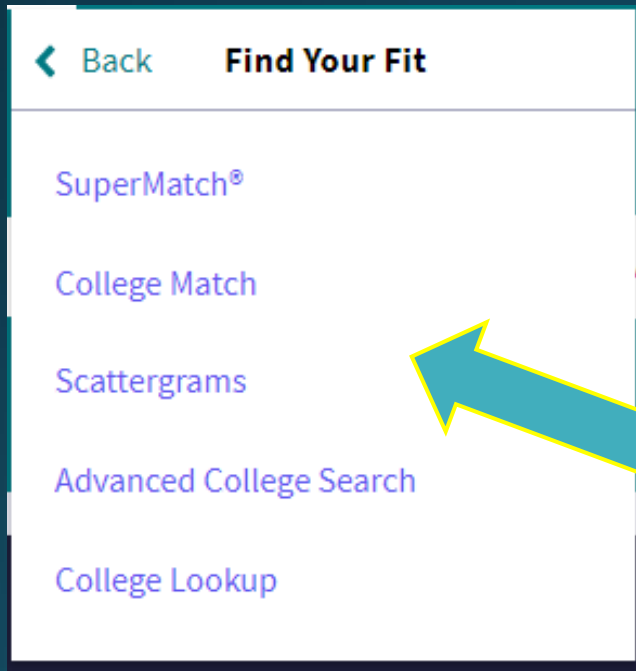 Back Find Your Fit
SuperMatch®
College Match
Scattergrams
Advanced College Search
College Lookup